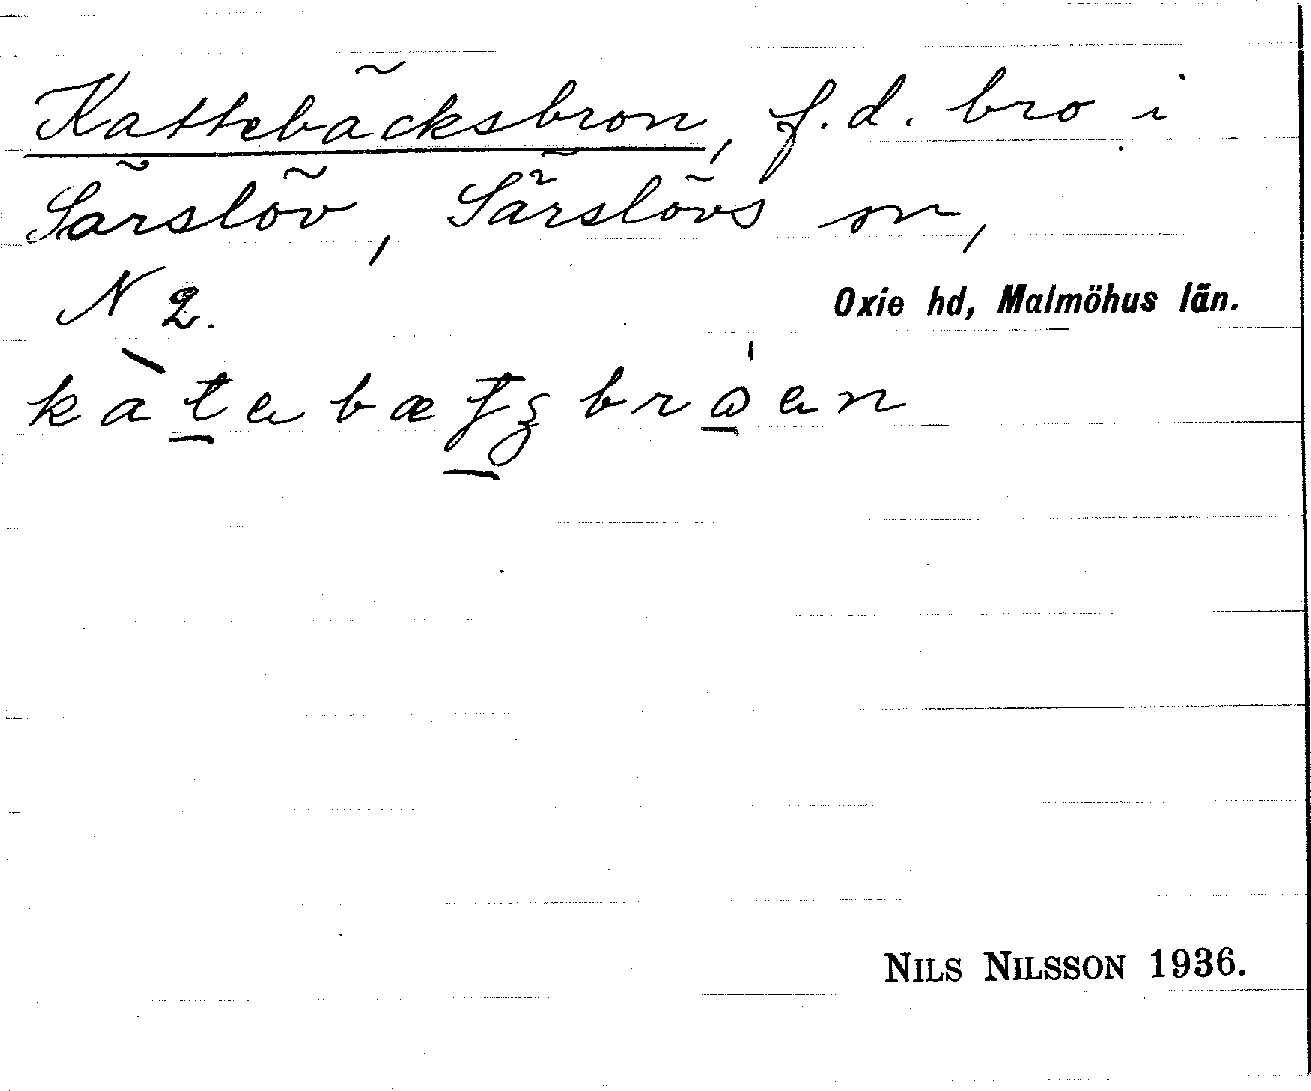 Kattebäcksbron, f.d. bro i
Särslöv, Särslövs sn,
N 2.
Oxie hd, Malmöhus län.
NILS NILSSON 1936.